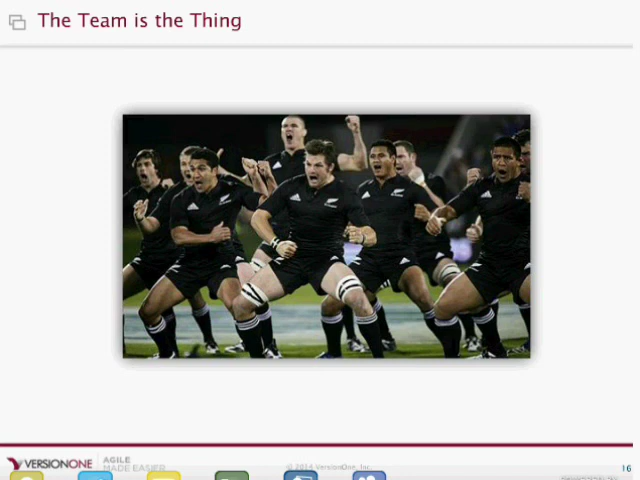 The Team is the Thing
VERSIONONE
AGILE
MADE EASIER
© 2014 VersionOne, Inc.
16